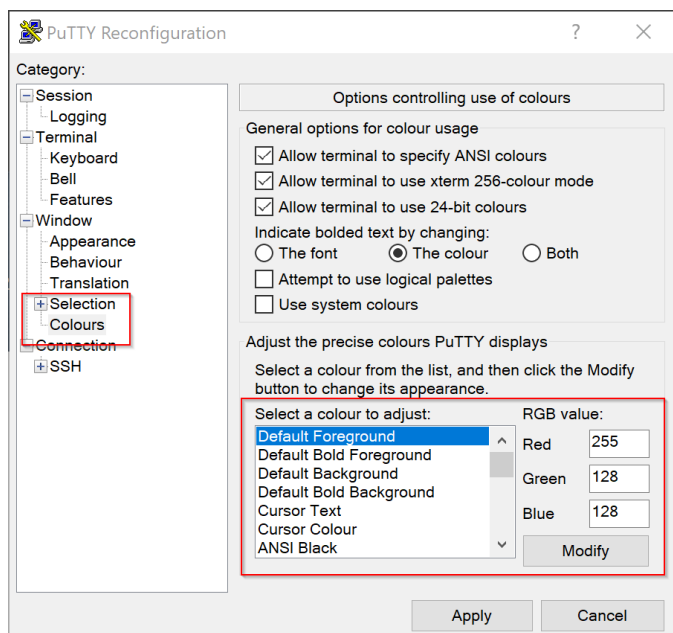 PuTTY Reconfiguration
Category:
Session
Logging
Terminal
Keyboard
Bell
Features
Window
Appearance
Behaviour
Translation
Selection
Colours
Connection
SSH
Options controlling use of colours
General options for colour usage
Allow terminal to specify ANSI colours
Allow terminal to use xterm 256-colour mode
Allow terminal to use 24-bit colours
Indicate bolded text by changing:
The font The colour Both
Attempt to use logical palettes
Use system colours
Adjust the precise colours PuTTY displays
Select a colour from the list, and then click the Modify
button to change its appearance.
Select a colour to adjust:
Default Foreground
Default Bold Foreground
Default Background
Default Bold Background
Cursor Text
Cursor Colour
ANSI Black
RGB value:
Red 255
Green 128
Blue 128
Modify
Apply Cancel